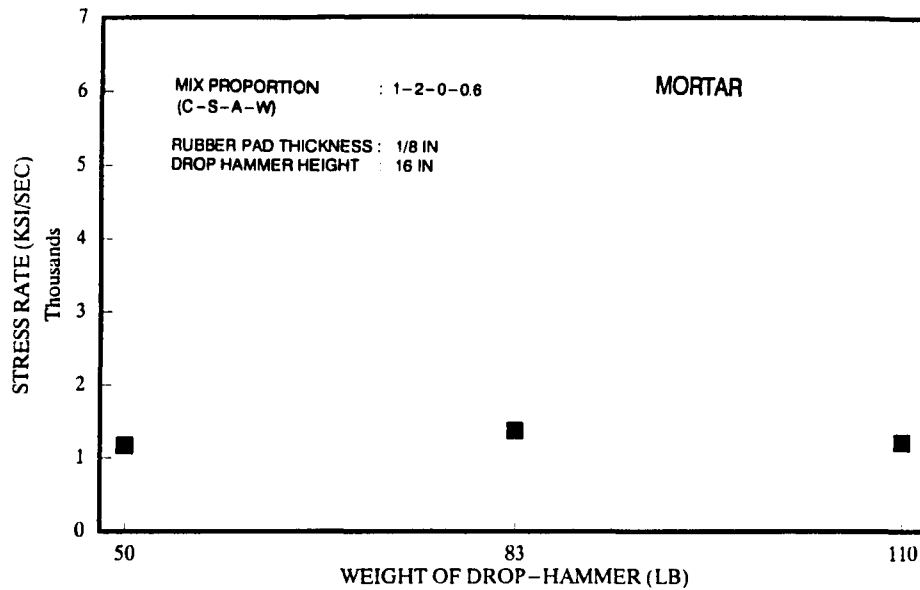 7
6
5
4
3
2
1
0
STRESS RATE (KSI/SEC)
Thousands
MIX PROPORTION : 1-2-0-0.6
(C-S-A-W)
MORTAR
RUBBER PAD THICKNESS : 1/8 IN
DROP HAMMER HEIGHT : 16 IN
50 83 110
WEIGHT OF DROP-HAMMER (LB)